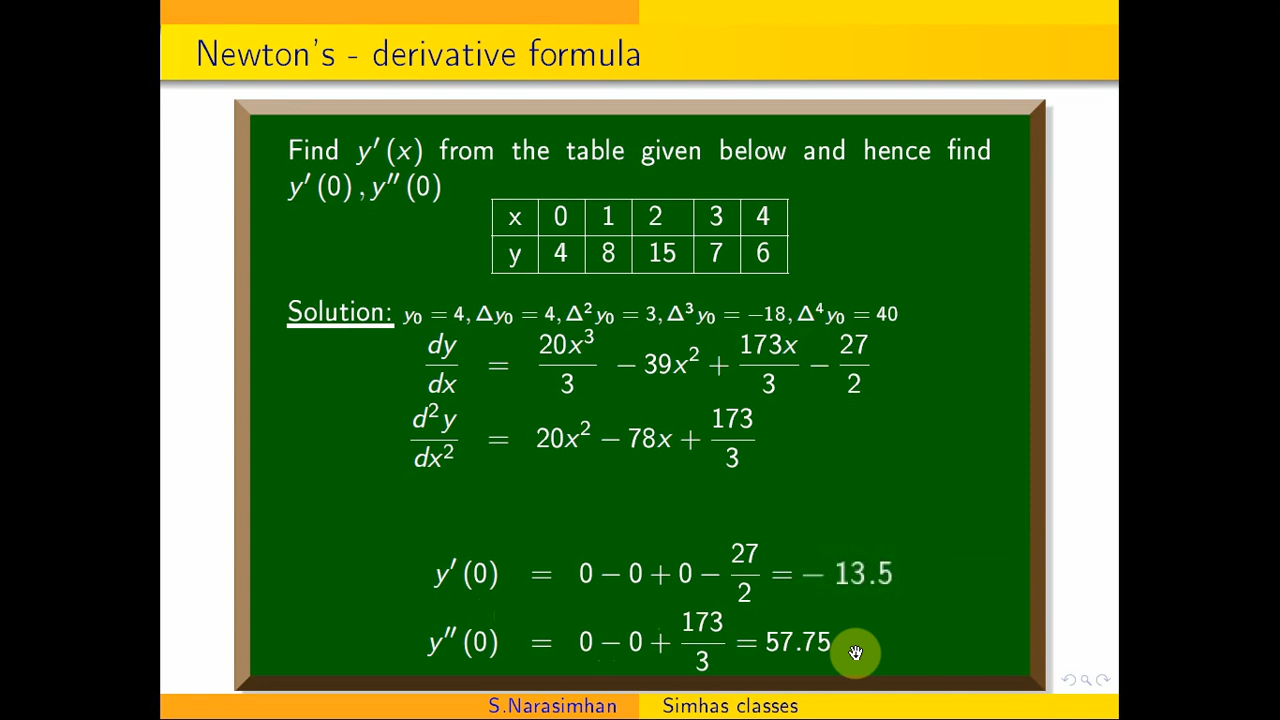 Newton's - derivative formula
Find y′(x) from the table given below and hence find
y′(0), y″(0)
x 0 1 2 3 4
y 4 8 15 7 6
Solution: y₀ = 4, Δy₀ = 4, Δ²y₀ = 3, Δ³y₀ = −18, Δ⁴y₀ = 40
dy/dx = 20x³/3 − 39x² + 173x/3 − 27/2
d²y/dx² = 20x² − 78x + 173/3
y′(0) = 0 − 0 + 0 − 27/2 = − 13.5
y″(0) = 0 − 0 + 173/3 = 57.75
S.Narasimhan Simhas classes